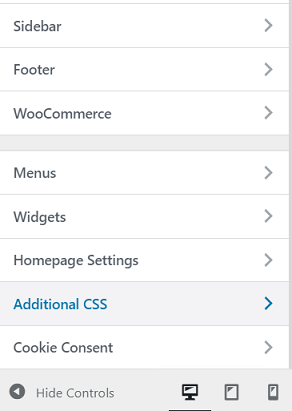 Sidebar
Footer
WooCommerce
Menus
Widgets
Homepage Settings
Additional CSS
Cookie Consent
Hide Controls